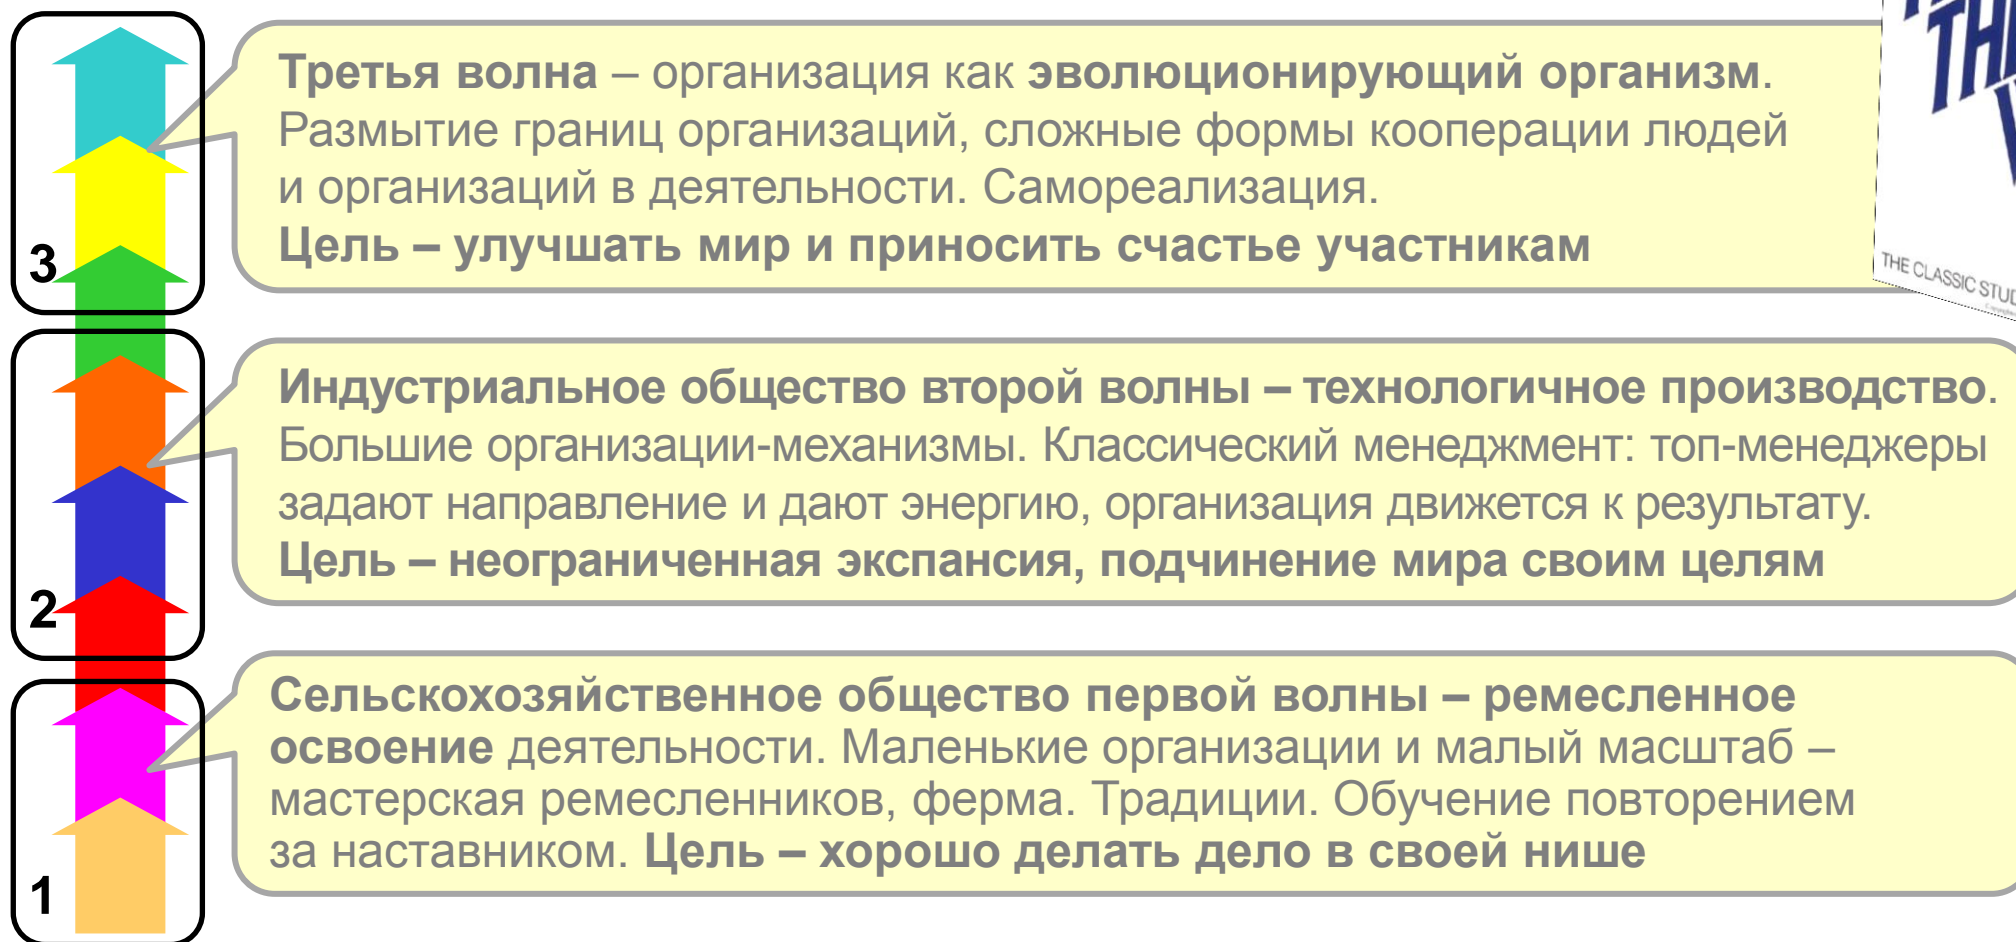 Третья волна – организация как эволюционирующий организм.
Размытие границ организаций, сложные формы кооперации людей
и организаций в деятельности. Самореализация.
Цель – улучшать мир и приносить счастье участникам
3
THE CLASSIC
Индустриальное общество второй волны – технологичное производство.
Большие организации-механизмы. Классический менеджмент: топ-менеджеры
задают направление и дают энергию, организация движется к результату.
Цель – неограниченная экспансия, подчинение мира своим целям
2
Сельскохозяйственное общество первой волны – ремесленное
освоение деятельности. Маленькие организации и малый масштаб –
мастерская ремесленников, ферма. Традиции. Обучение повторением
за наставником. Цель – хорошо делать дело в своей нише
1